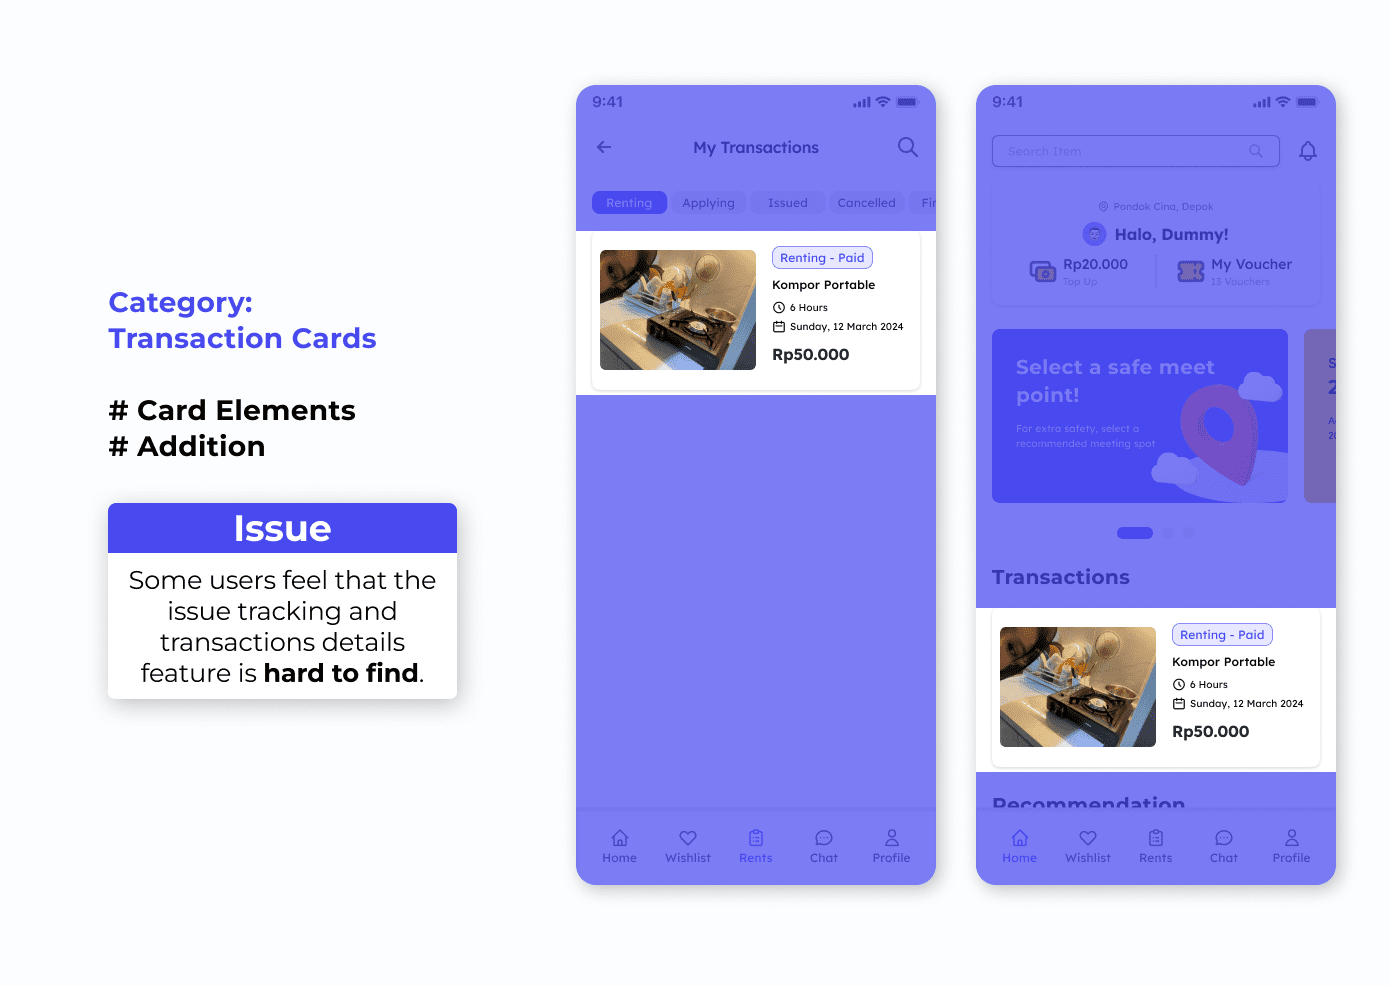 Category:
Transaction Cards
# Card Elements
# Addition
Issue
Some users feel that the
issue tracking and
transactions details
feature is hard to find.
9:41
My Transactions
Renting
Applying
Issued
Cancelled
Fir
Renting - Paid
Kompor Portable
6 Hours
Sunday, 12 March 2024
Rp50.000
Home
Wishlist
Rents
Chat
Profile
9:41
Search Item
Pondok Cina, Depok
Halo, Dummy!
Rp20.000
Top Up
My Voucher
13 Vouchers
Select a safe meet
point!
For extra safety, select a
recommended meeting spot
S
2
A
20
Transactions
Renting - Paid
Kompor Portable
6 Hours
Sunday, 12 March 2024
Rp50.000
Recommendation
Home
Wishlist
Rents
Chat
Profile